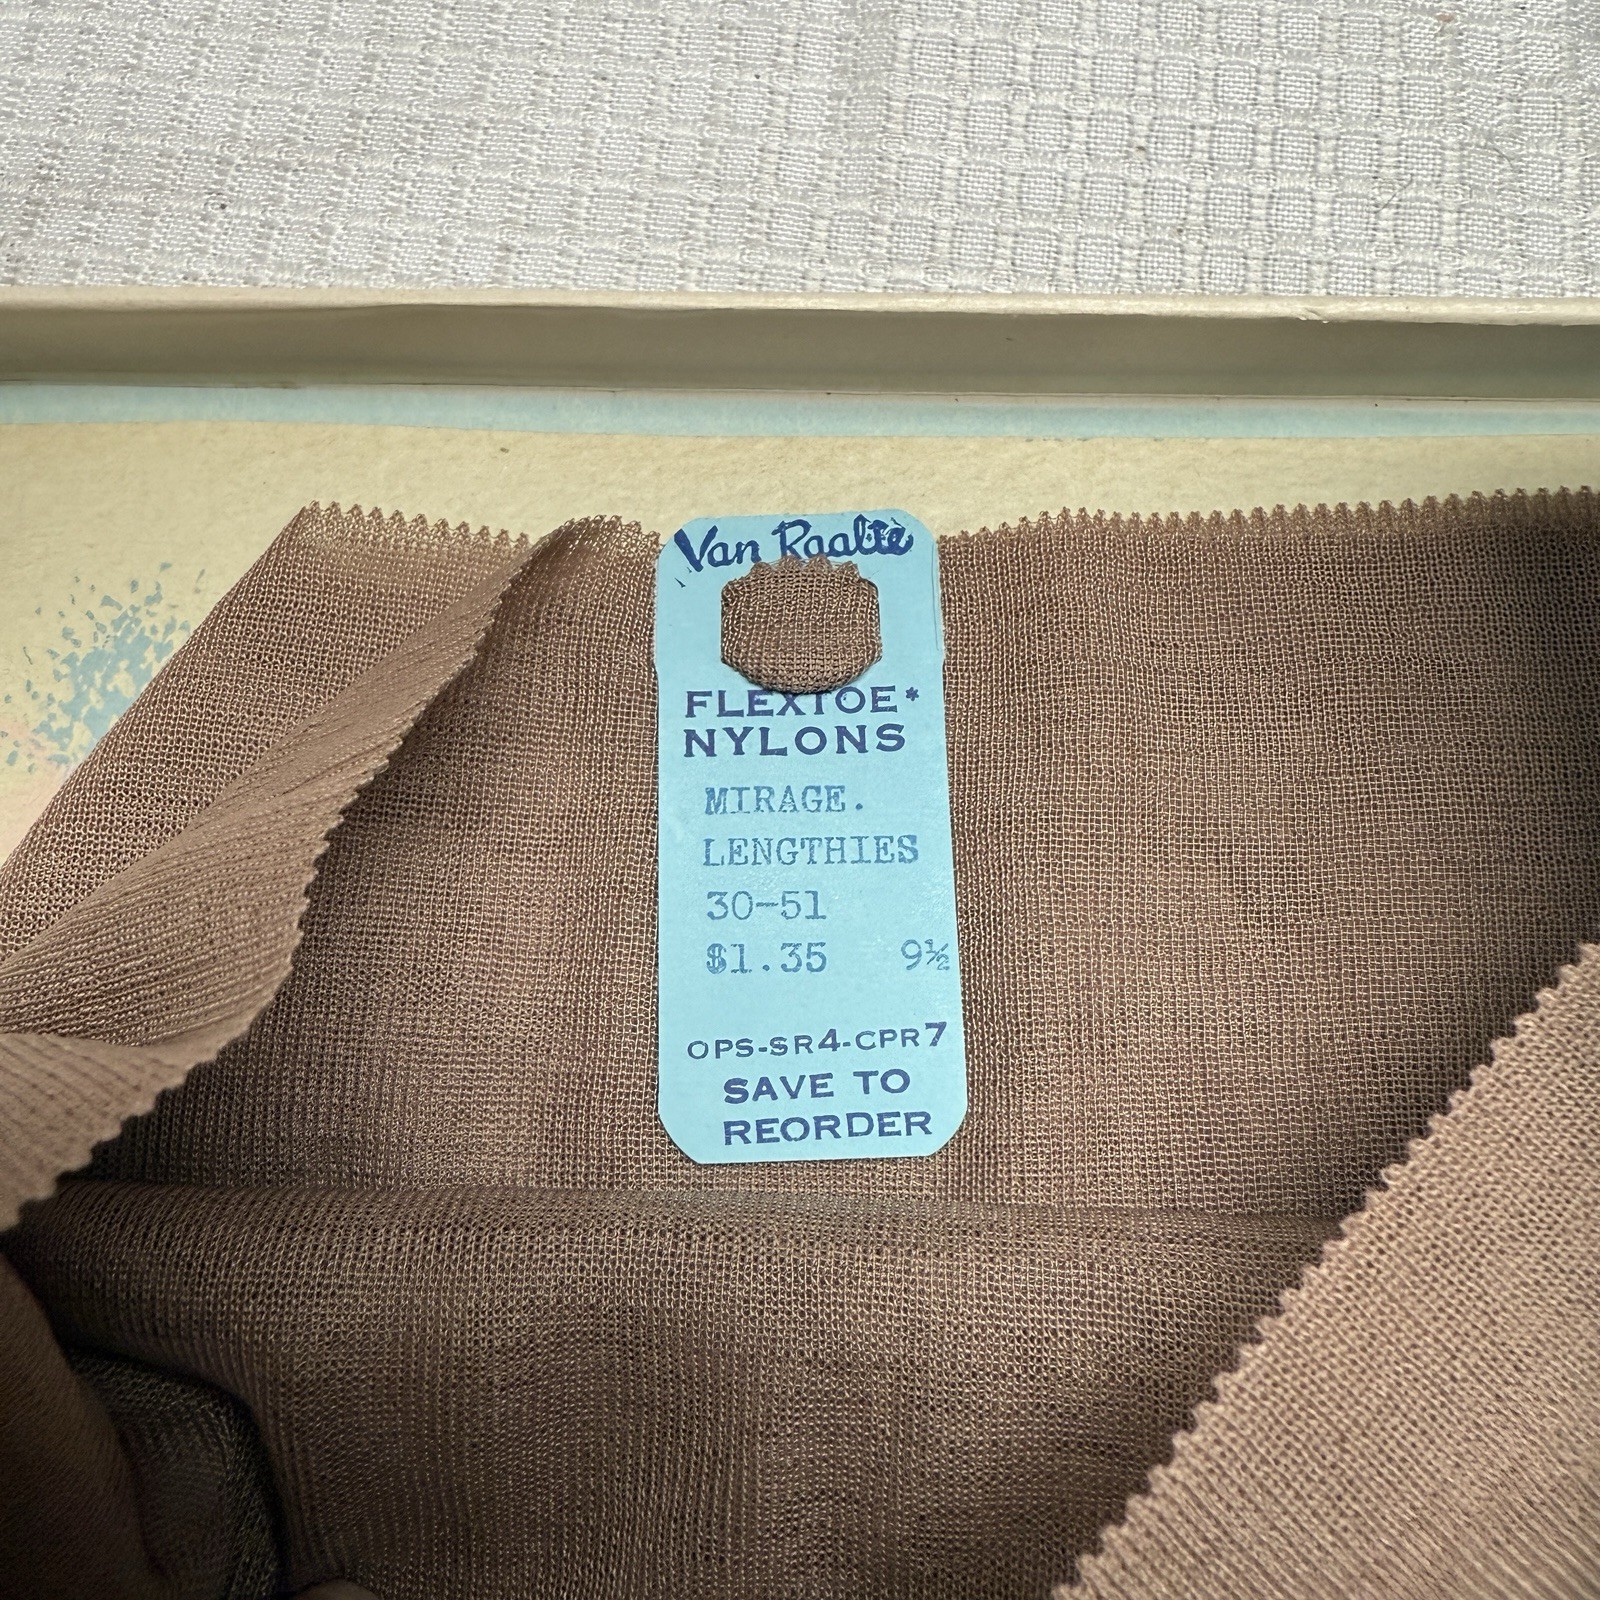 Van Raalte
FLEXTOE*
NYLONS
MIRAGE.
LENGTHIES
30-51
$1.35 9½
OPS-SR4-CPR7
SAVE TO
REORDER